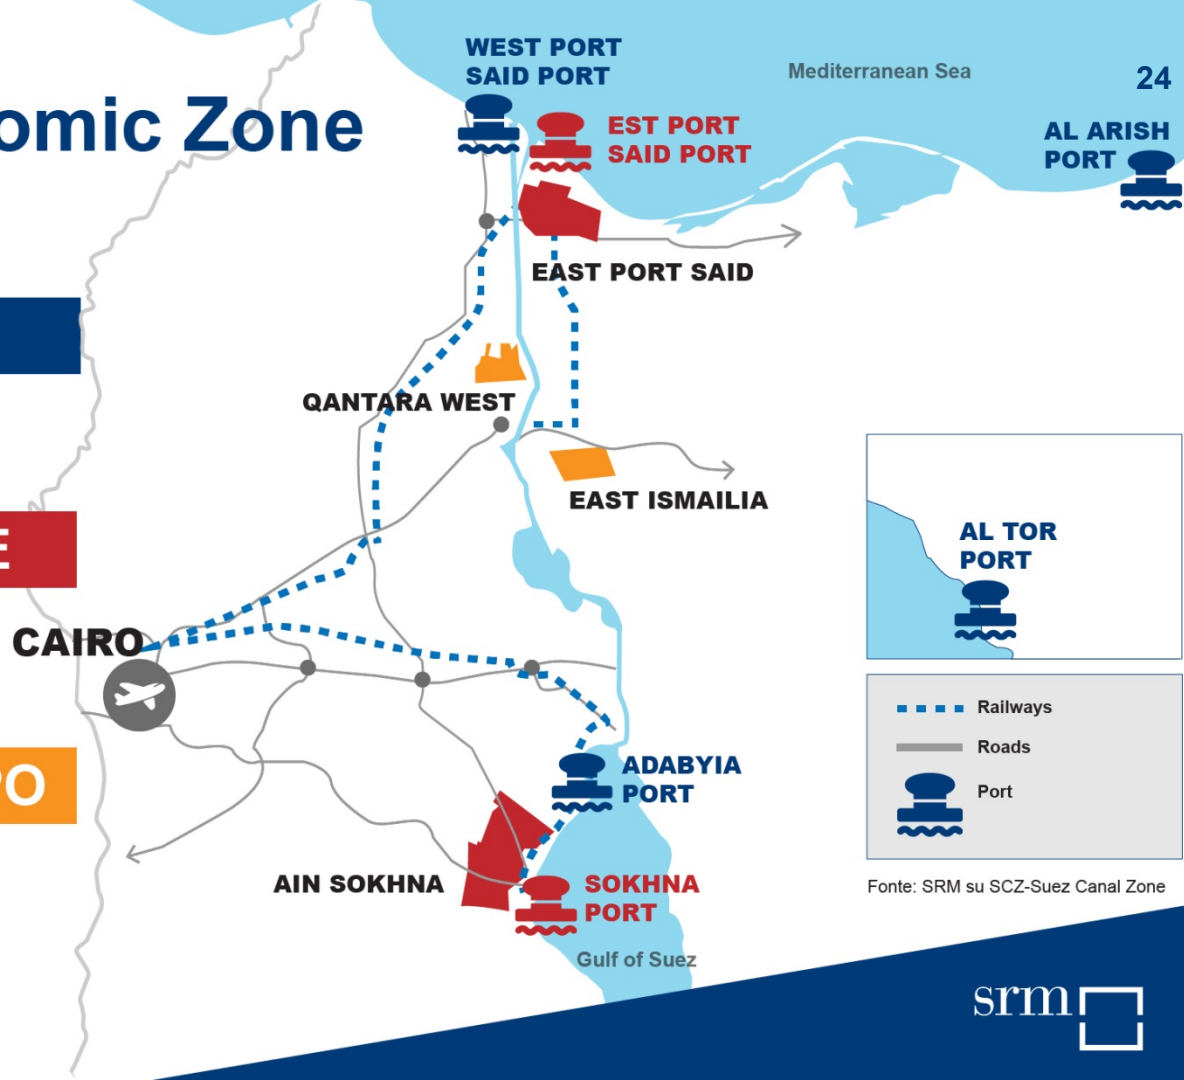 omic Zone
WEST PORT
SAID PORT
EST PORT
SAID PORT
Mediterranean Sea
24
AL ARISH
PORT
EAST PORT SAID
QANTARA WEST
EAST ISMAILIA
E
CAIRO
PO
AL TOR
PORT
Railways
Roads
Port
ADABYIA
PORT
AIN SOKHNA
SOKHNA
PORT
Fonte: SRM su SCZ-Suez Canal Zone
Gulf of Suez
srm